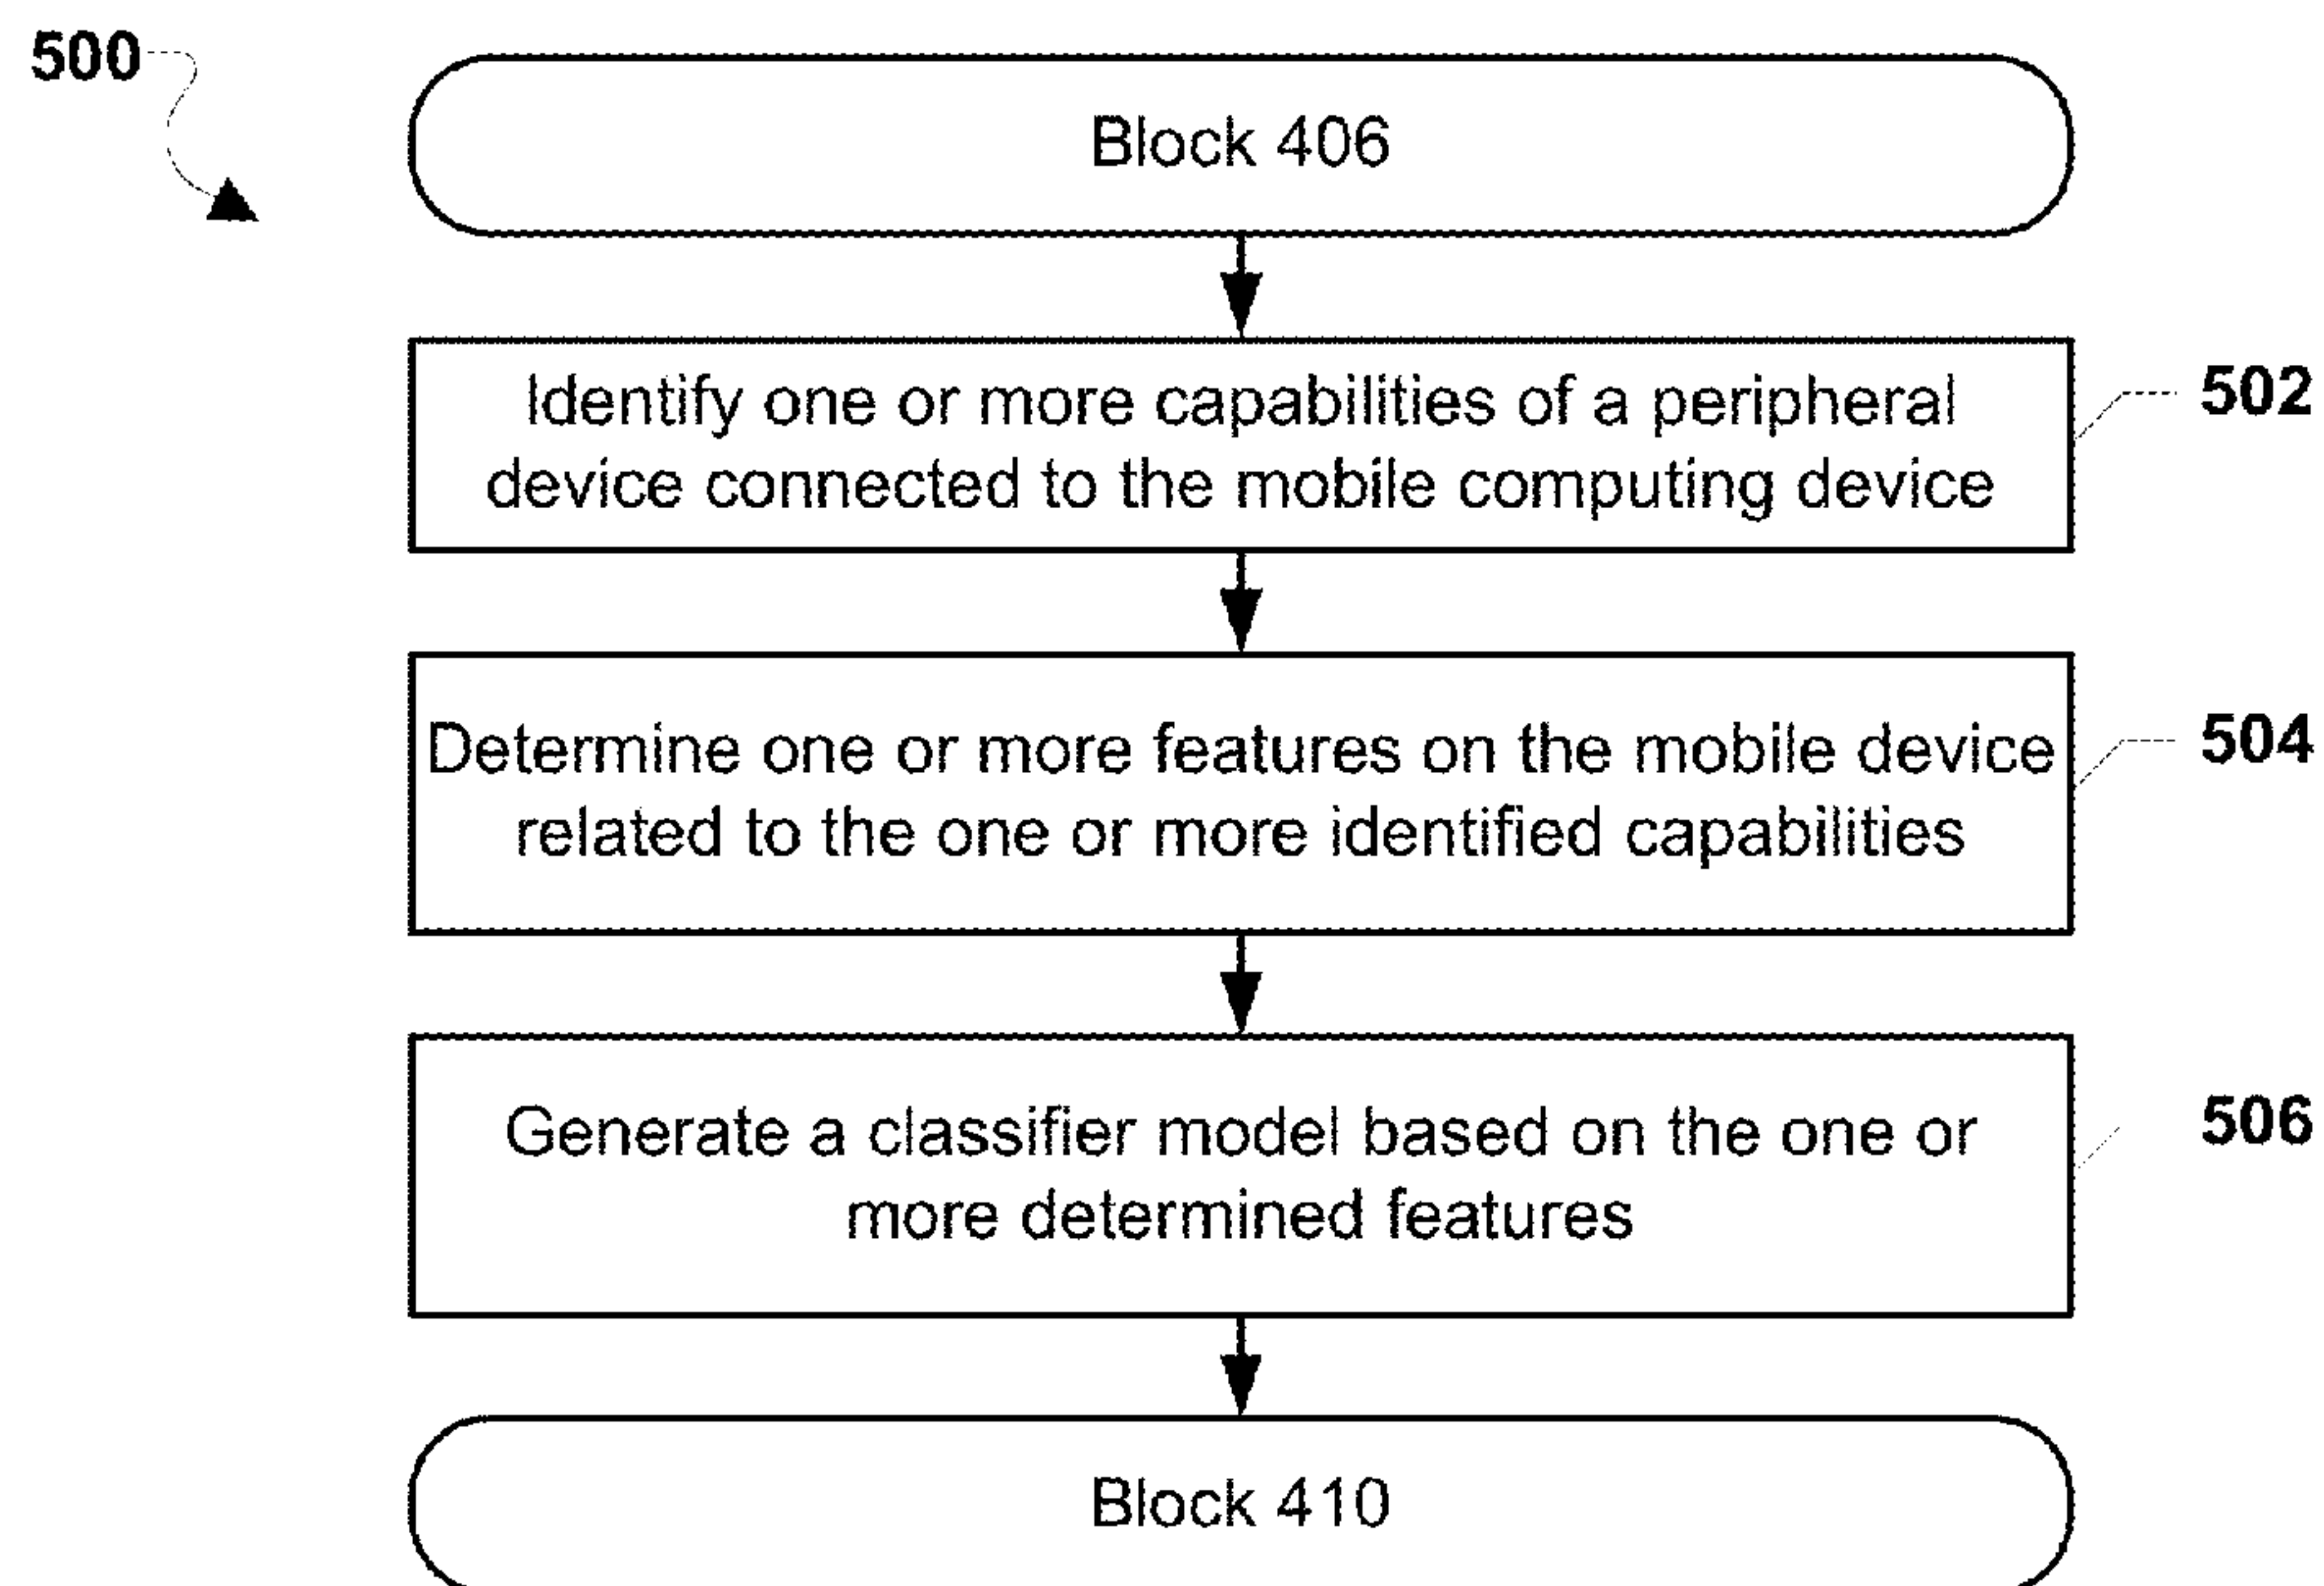 500
Block 406
Identify one or more capabilities of a peripheral
device connected to the mobile computing device
502
Determine one or more features on the mobile device
related to the one or more identified capabilities
504
Generate a classifier model based on the one or
more determined features
506
Block 410